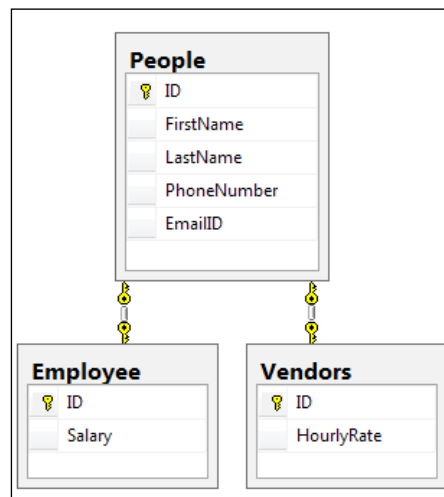 People
ID
FirstName
LastName
PhoneNumber
EmailID
Employee
ID
Salary
Vendors
ID
HourlyRate